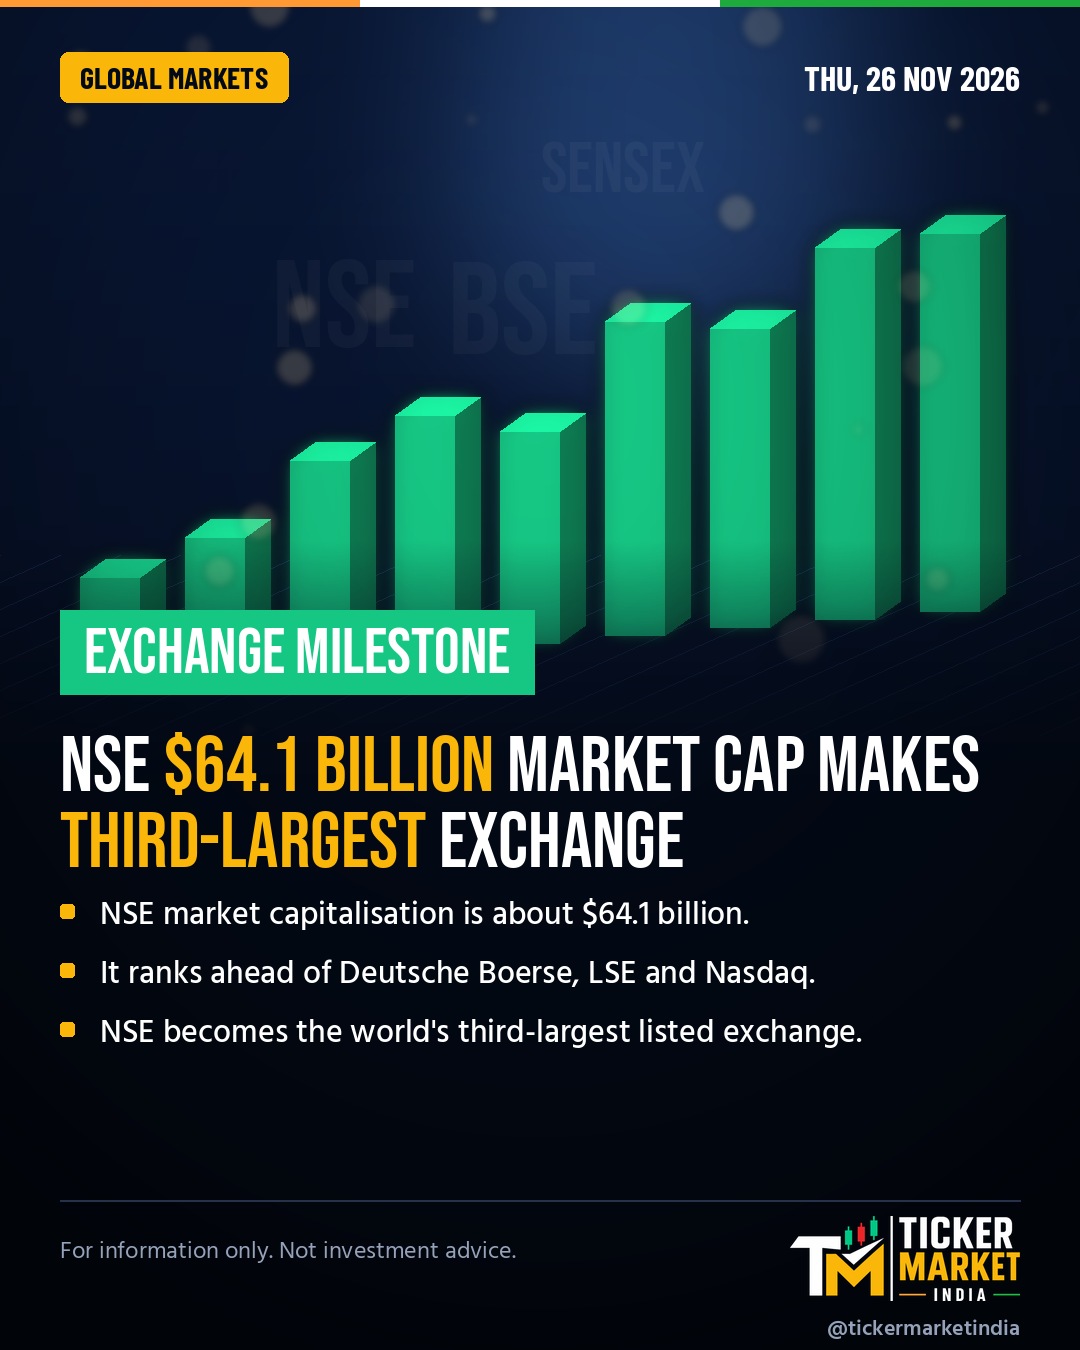 GLOBAL MARKETS
THU, 26 NOV 2026
SENSEX
NSE BSE
EXCHANGE MILESTONE
NSE $64.1 BILLION MARKET CAP MAKES
THIRD-LARGEST EXCHANGE
NSE market capitalisation is about $64.1 billion.
It ranks ahead of Deutsche Boerse, LSE and Nasdaq.
NSE becomes the world's third-largest listed exchange.
For information only. Not investment advice.
TM
TICKER
MARKET
INDIA
@tickermarketindia